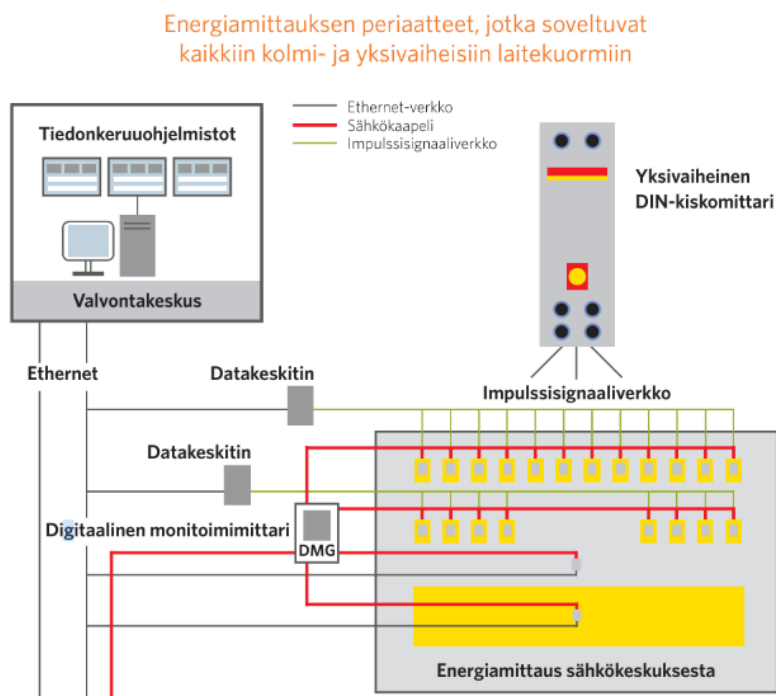 Energiamittauksen periaatteet, jotka soveltuvat
kaikkiin kolmi- ja yksivaiheisiin laitekuormiin
Ethernet-verkko
Sähkökaapeli
Impulssisignaaliverkko
Tiedonkeruuohjelmistot
Yksivaiheinen
DIN-kiskomittari
Valvontakeskus
Ethernet
Datakeskitin
Impulssisignaaliverkko
Datakeskitin
Digitaalinen monitoimimittari
DMG
Energiamittaus sähkökeskuksesta